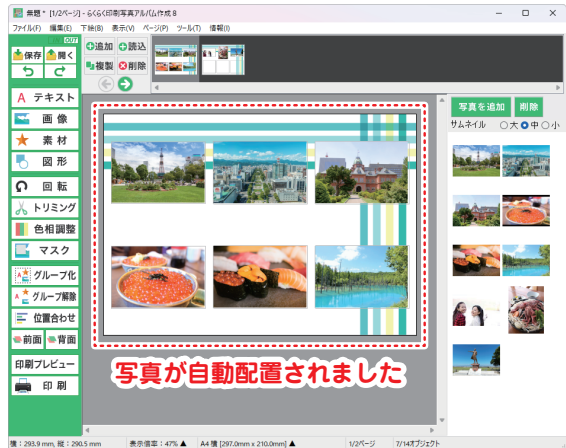 無題* [1/2ページ] - らくらく印刷写真アルバム作成 8
ファイル(F) 編集(E) 下絵(B) 表示(V) ページ(P) ツール(T) 情報(I)
IN OUT
保存 開く
追加 読込
複製 削除
テキスト
画像
素材
図形
回転
トリミング
色相調整
マスク
グループ化
グループ解除
位置合わせ
前面 背面
印刷プレビュー
印刷
写真を追加 削除
サムネイル 大 中 小
写真が自動配置されました
横:293.9 mm, 縦:290.5 mm 表示倍率:47% ▲ A4 横 [297.0mm x 210.0mm] ▲ 1/2ページ 7/14オブジェクト